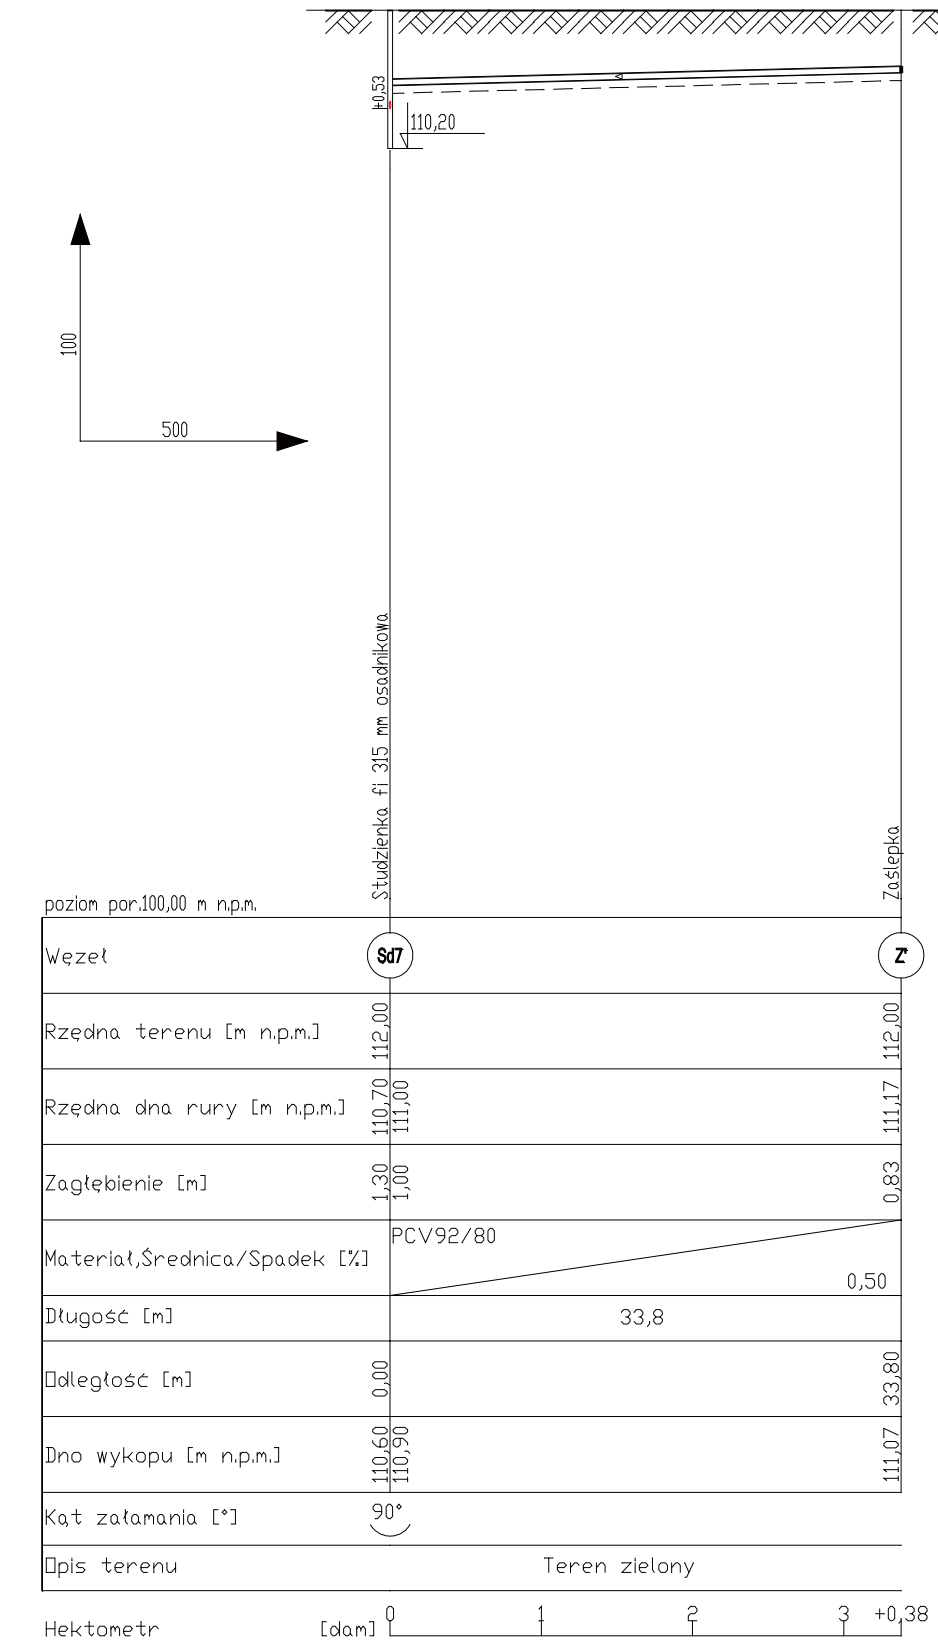 +0,53
110,20
100
500
Studzienka fi 315 mm osadnikowa
Zaślepka
poziom por.100,00 m n.p.m.
Węzeł Sd7 Z'
Rzędna terenu [m n.p.m.] 112,00 112,00
Rzędna dna rury [m n.p.m.] 110,70 111,00 111,17
Zagłębienie [m] 1,30 1,00 0,83
Materiał,Średnica/Spadek [%] PCV92/80 0,50
Długość [m] 33,8
Odległość [m] 0,00 33,80
Dno wykopu [m n.p.m.] 110,60 110,90 111,07
Kąt załamania [°] 90°
Opis terenu Teren zielony
Hektometr [dam] 0 1 2 3 +0,38